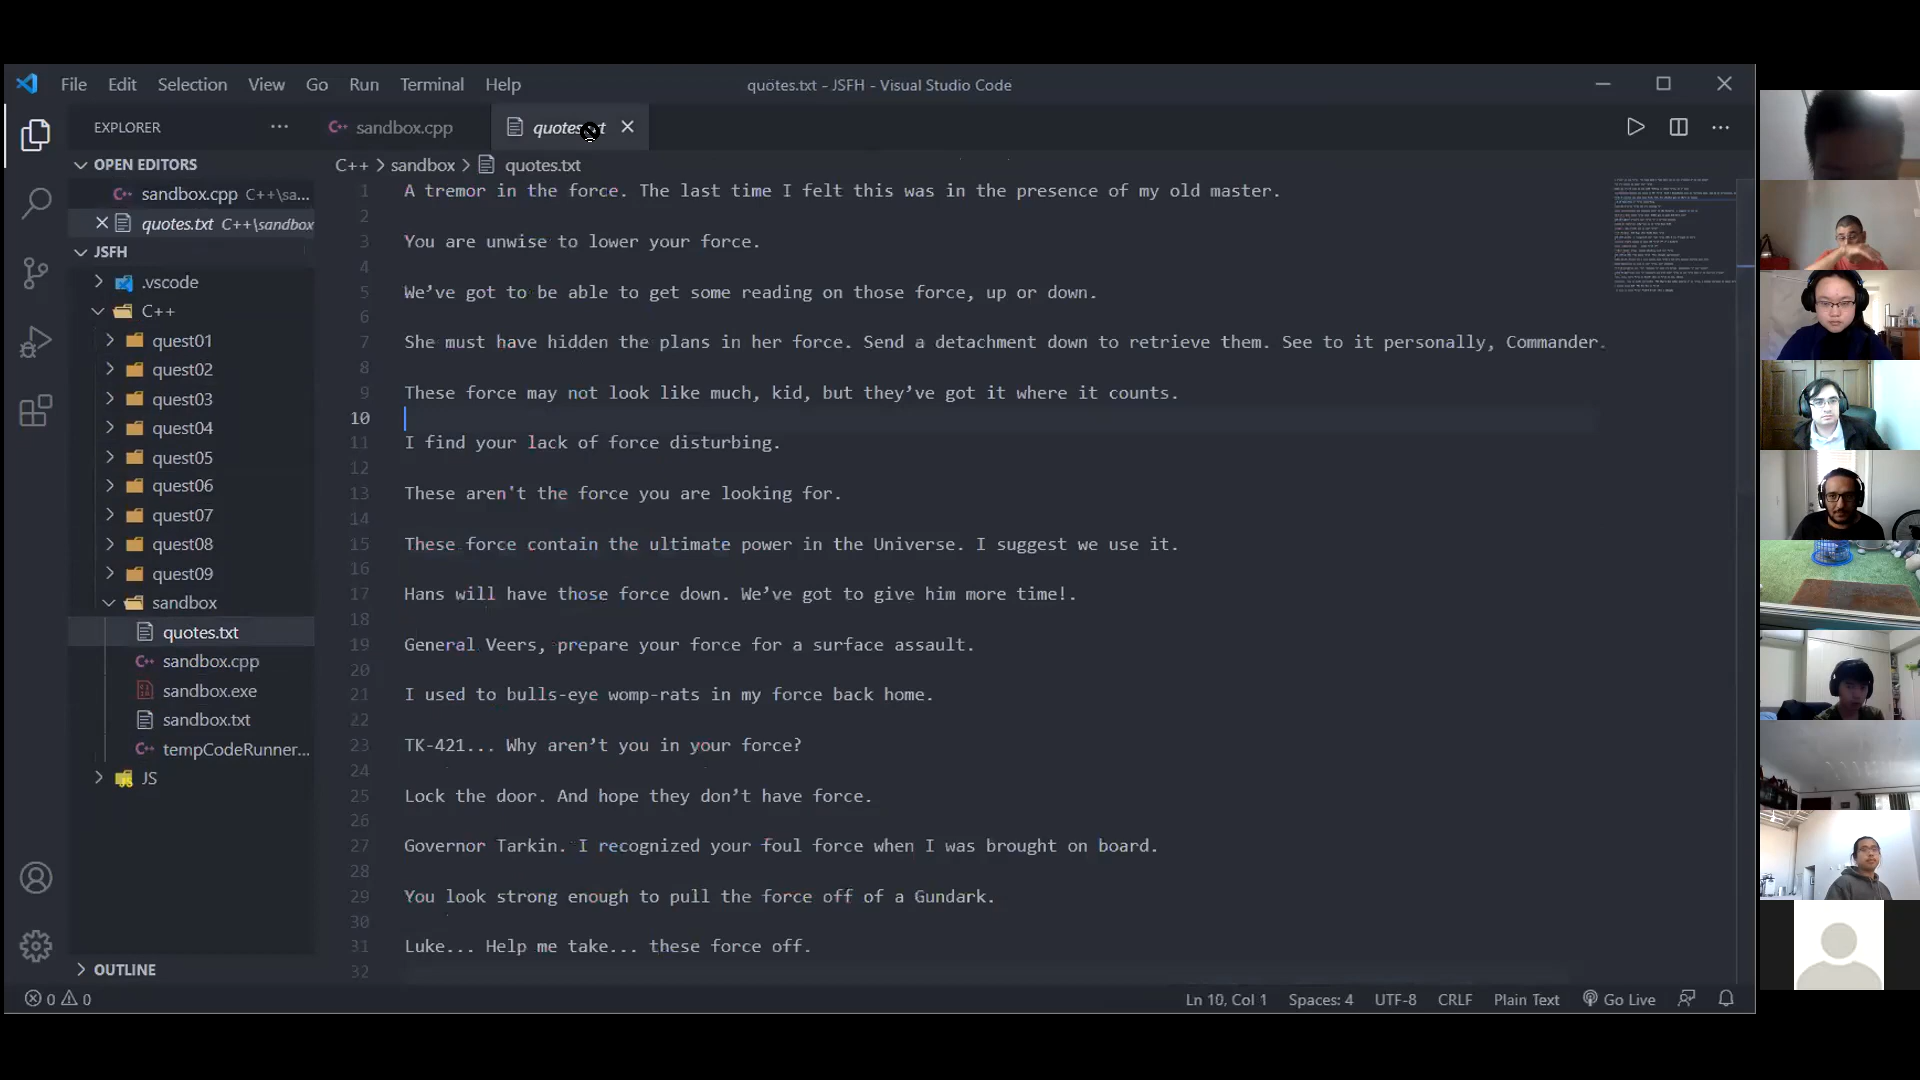 File Edit Selection View Go Run Terminal Help
quotes.txt - JSFH - Visual Studio Code
EXPLORER
sandbox.cpp
OPEN EDITORS
sandbox.cpp C++\sa...
quotes.txt C++\sandbox
JSFH
.vscode
C++
quest01
quest02
quest03
quest04
quest05
quest06
quest07
quest08
quest09
sandbox
quotes.txt
sandbox.cpp
sandbox.exe
sandbox.txt
tempCodeRunner...
JS
OUTLINE
C++ > sandbox > quotes.txt
1 A tremor in the force. The last time I felt this was in the presence of my old master.
2
3 You are unwise to lower your force.
4
5 We’ve got to be able to get some reading on those force, up or down.
6
7 She must have hidden the plans in her force. Send a detachment down to retrieve them. See to it personally, Commander.
8
9 These force may not look like much, kid, but they’ve got it where it counts.
10
11 I find your lack of force disturbing.
12
13 These aren't the force you are looking for.
14
15 These force contain the ultimate power in the Universe. I suggest we use it.
16
17 Hans will have those force down. We’ve got to give him more time!.
18
19 General Veers, prepare your force for a surface assault.
20
21 I used to bulls-eye womp-rats in my force back home.
22
23 TK-421... Why aren’t you in your force?
24
25 Lock the door. And hope they don’t have force.
26
27 Governor Tarkin. I recognized your foul force when I was brought on board.
28
29 You look strong enough to pull the force off of a Gundark.
30
31 Luke... Help me take... these force off.
32
0 0
Ln 10, Col 1 Spaces: 4 UTF-8 CRLF Plain Text Go Live